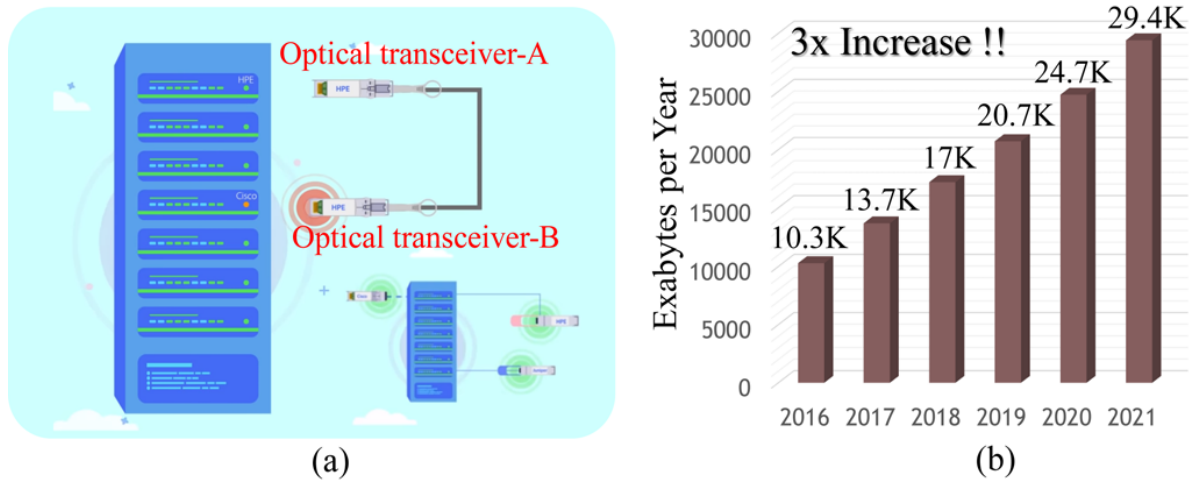 Optical transceiver-A
HPE
HPE
Cisco
HPE
Optical transceiver-B
Cisco
HPE
(a)
3x Increase !!
Exabytes per Year
30000
25000
20000
15000
10000
5000
0
10.3K
13.7K
17K
20.7K
24.7K
29.4K
2016
2017
2018
2019
2020
2021
(b)